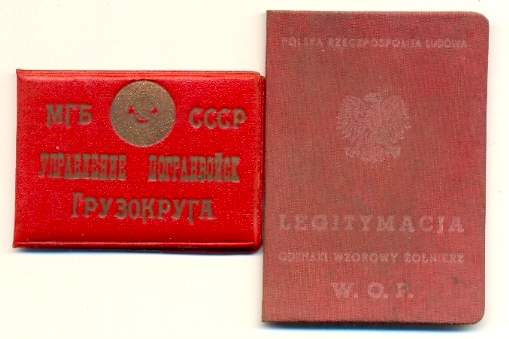 МГБ СССР
УПРАВЛЕНИЕ ПОГРАНВОЙСК
ГРУЗОКРУГА
POLSKA RZECZPOSPOLITA LUDOWA
LEGITYMACJA
ODZNAKI WZOROWY ŻOŁNIERZ
W. O. P.